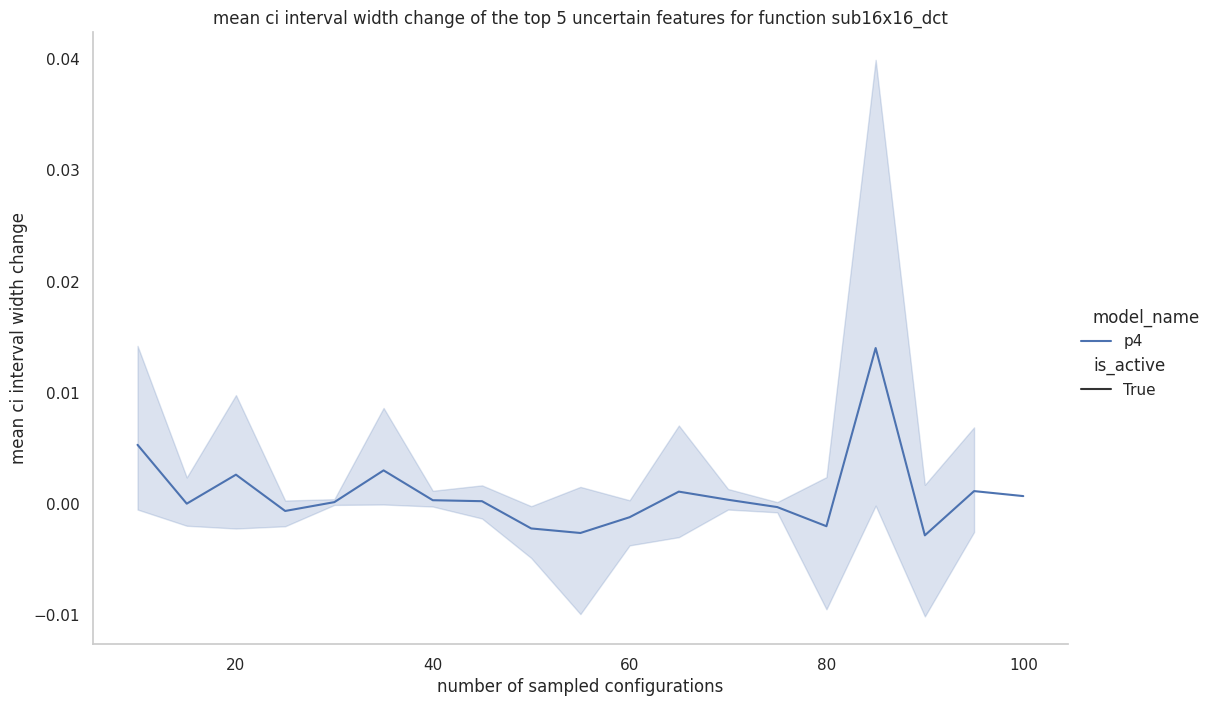 mean ci interval width change of the top 5 uncertain features for function sub16x16_dct
0.04
0.03
0.02
0.01
0.00
−0.01
mean ci interval width change
20
40
60
80
100
number of sampled configurations
model_name
p4
is_active
True